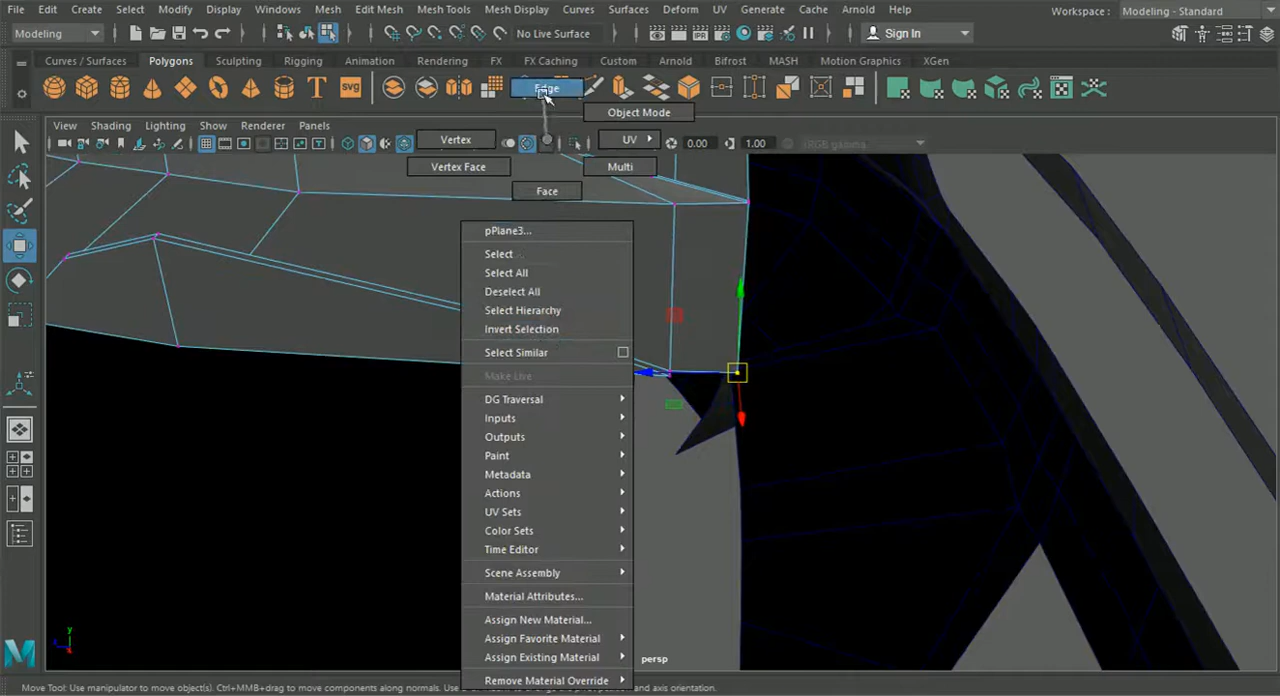 File Edit Create Select Modify Display Windows Mesh Edit Mesh Mesh Tools Mesh Display Curves Surfaces Deform UV Generate Cache Arnold Help Workspace: Modeling - Standard
Modeling No Live Surface Sign In
Curves / Surfaces Polygons Sculpting Rigging Animation Rendering FX FX Caching Custom Arnold Bifrost MASH Motion Graphics XGen
T SVG Edge
Object Mode
View Shading Lighting Show Renderer Panels
Vertex UV 0.00 1.00
Vertex Face Multi
Face
pPlane3...
Select
Select All
Deselect All
Select Hierarchy
Invert Selection
Select Similar
Make Live
DG Traversal
Inputs
Outputs
Paint
Metadata
Actions
UV Sets
Color Sets
Time Editor
Scene Assembly
Material Attributes...
Assign New Material...
Assign Favorite Material
Assign Existing Material
Remove Material Override
y
persp
M
Move Tool: Use manipulator to move object(s). Ctrl+MMB+drag to move components along normals.